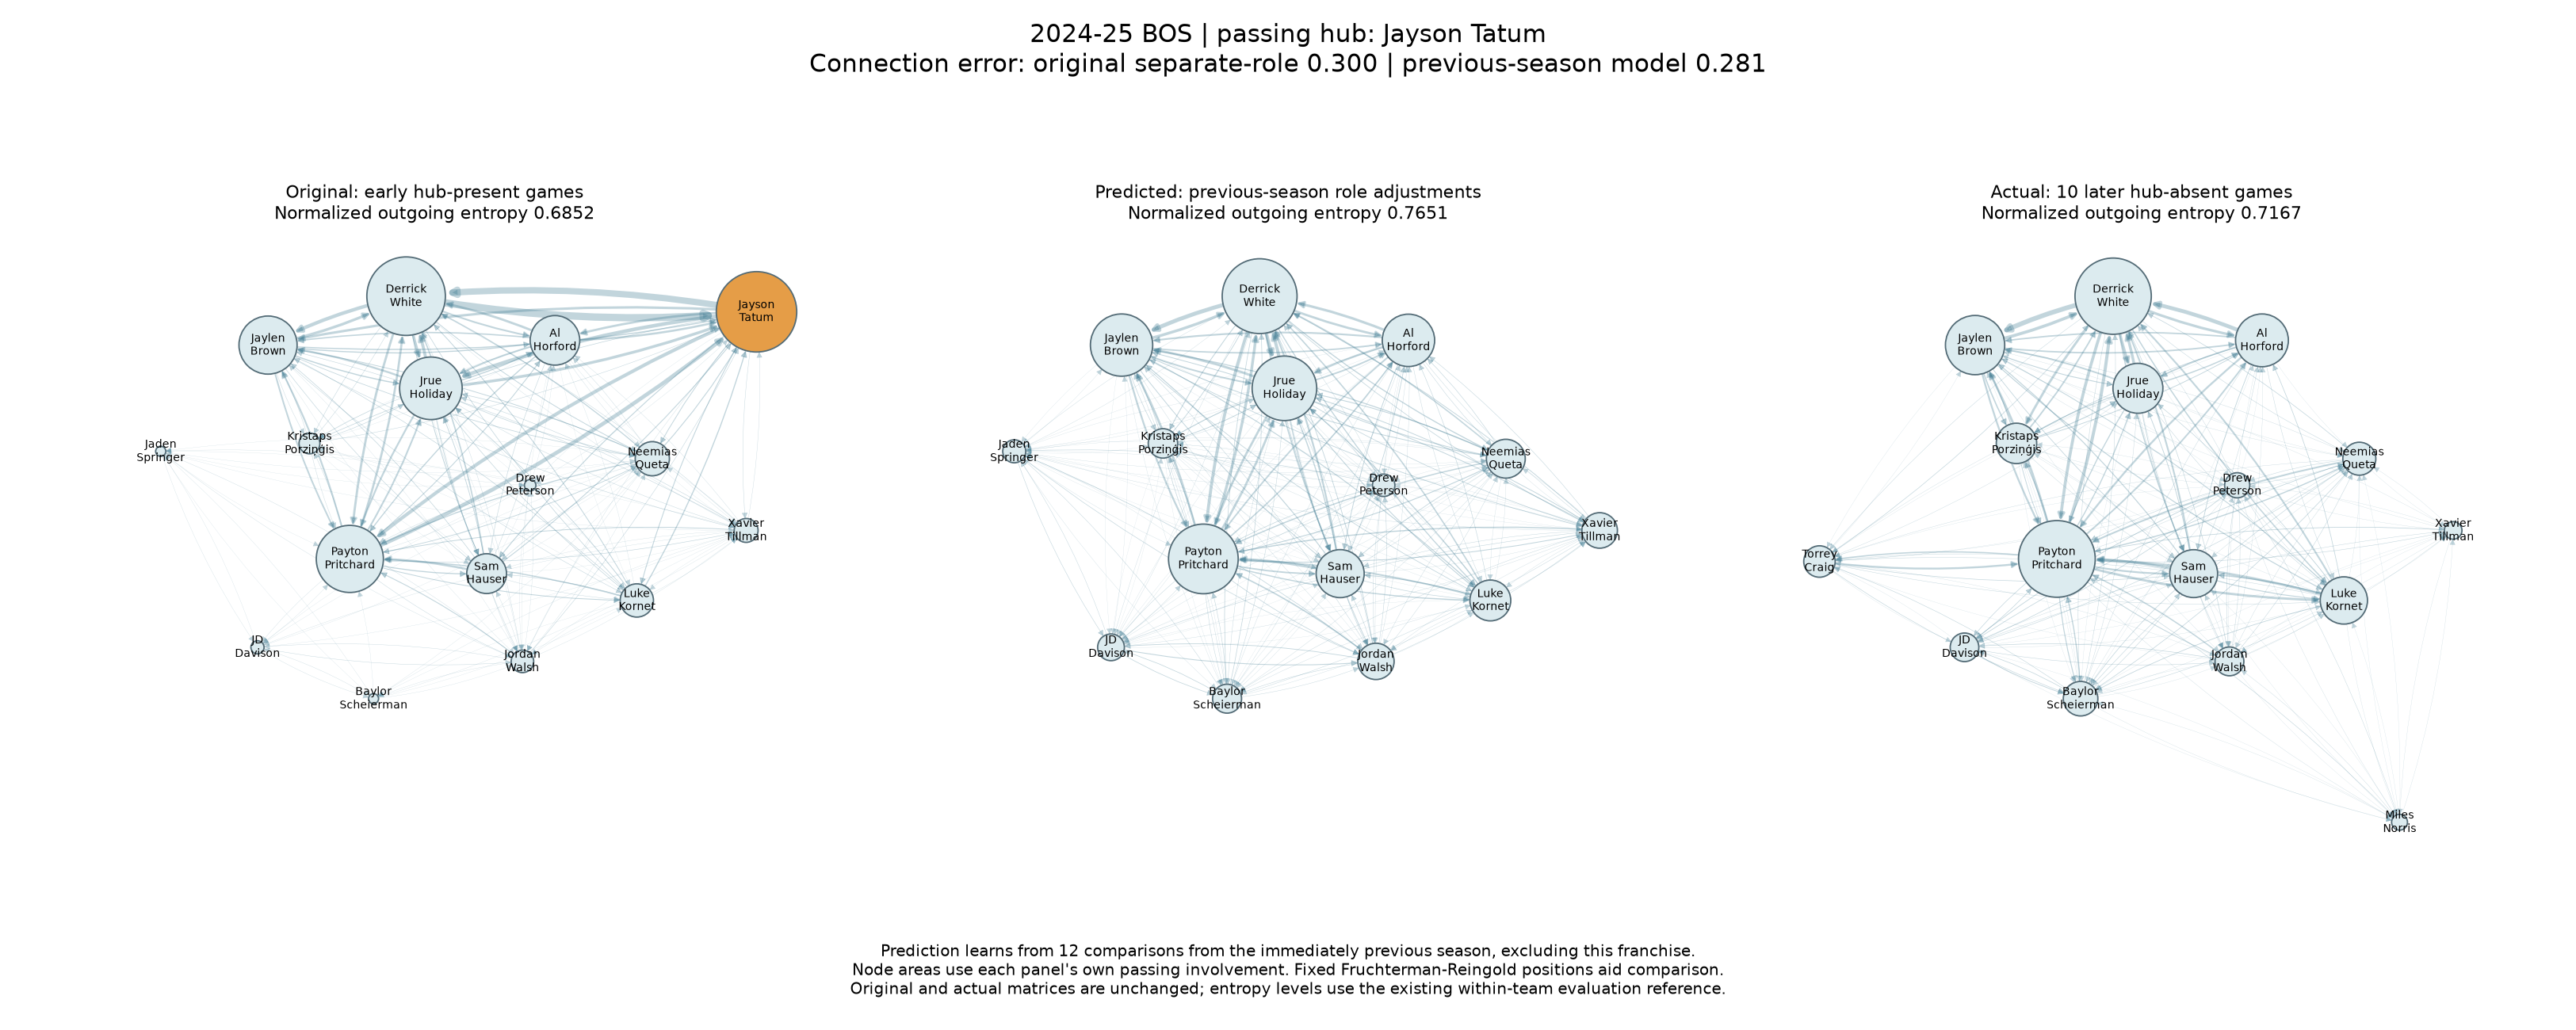 2024-25 BOS | passing hub: Jayson Tatum
Connection error: original separate-role 0.300 | previous-season model 0.281
Original: early hub-present games
Normalized outgoing entropy 0.6852
Derrick
White
Jayson
Tatum
Jaylen
Brown
Al
Horford
Jrue
Holiday
Kristaps
Porziņģis
Jaden
Springer
Neemias
Queta
Drew
Peterson
Xavier
Tillman
Payton
Pritchard
Sam
Hauser
Luke
Kornet
JD
Davison
Jordan
Walsh
Baylor
Scheierman
Predicted: previous-season role adjustments
Normalized outgoing entropy 0.7651
Derrick
White
Jaylen
Brown
Al
Horford
Jrue
Holiday
Kristaps
Porziņģis
Jaden
Springer
Neemias
Queta
Drew
Peterson
Xavier
Tillman
Payton
Pritchard
Sam
Hauser
Luke
Kornet
JD
Davison
Jordan
Walsh
Baylor
Scheierman
Actual: 10 later hub-absent games
Normalized outgoing entropy 0.7167
Derrick
White
Jaylen
Brown
Al
Horford
Jrue
Holiday
Kristaps
Porziņģis
Neemias
Queta
Drew
Peterson
Xavier
Tillman
Torrey
Craig
Payton
Pritchard
Sam
Hauser
Luke
Kornet
JD
Davison
Jordan
Walsh
Baylor
Scheierman
Miles
Norris
Prediction learns from 12 comparisons from the immediately previous season, excluding this franchise.
Node areas use each panel's own passing involvement. Fixed Fruchterman-Reingold positions aid comparison.
Original and actual matrices are unchanged; entropy levels use the existing within-team evaluation reference.